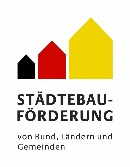 STÄDTEBAU-
FÖRDERUNG
von Bund, Ländern und
Gemeinden